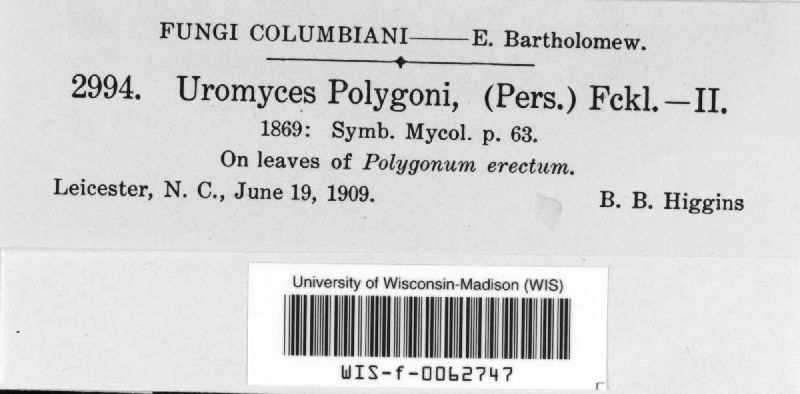 FUNGI COLUMBIANI——E. Bartholomew.
2994. Uromyces Polygoni, (Pers.) Fckl.—II.
1869: Symb. Mycol. p. 63.
On leaves of Polygonum erectum.
Leicester, N. C., June 19, 1909. B. B. Higgins
University of Wisconsin-Madison (WIS)
WIS-f-0062747